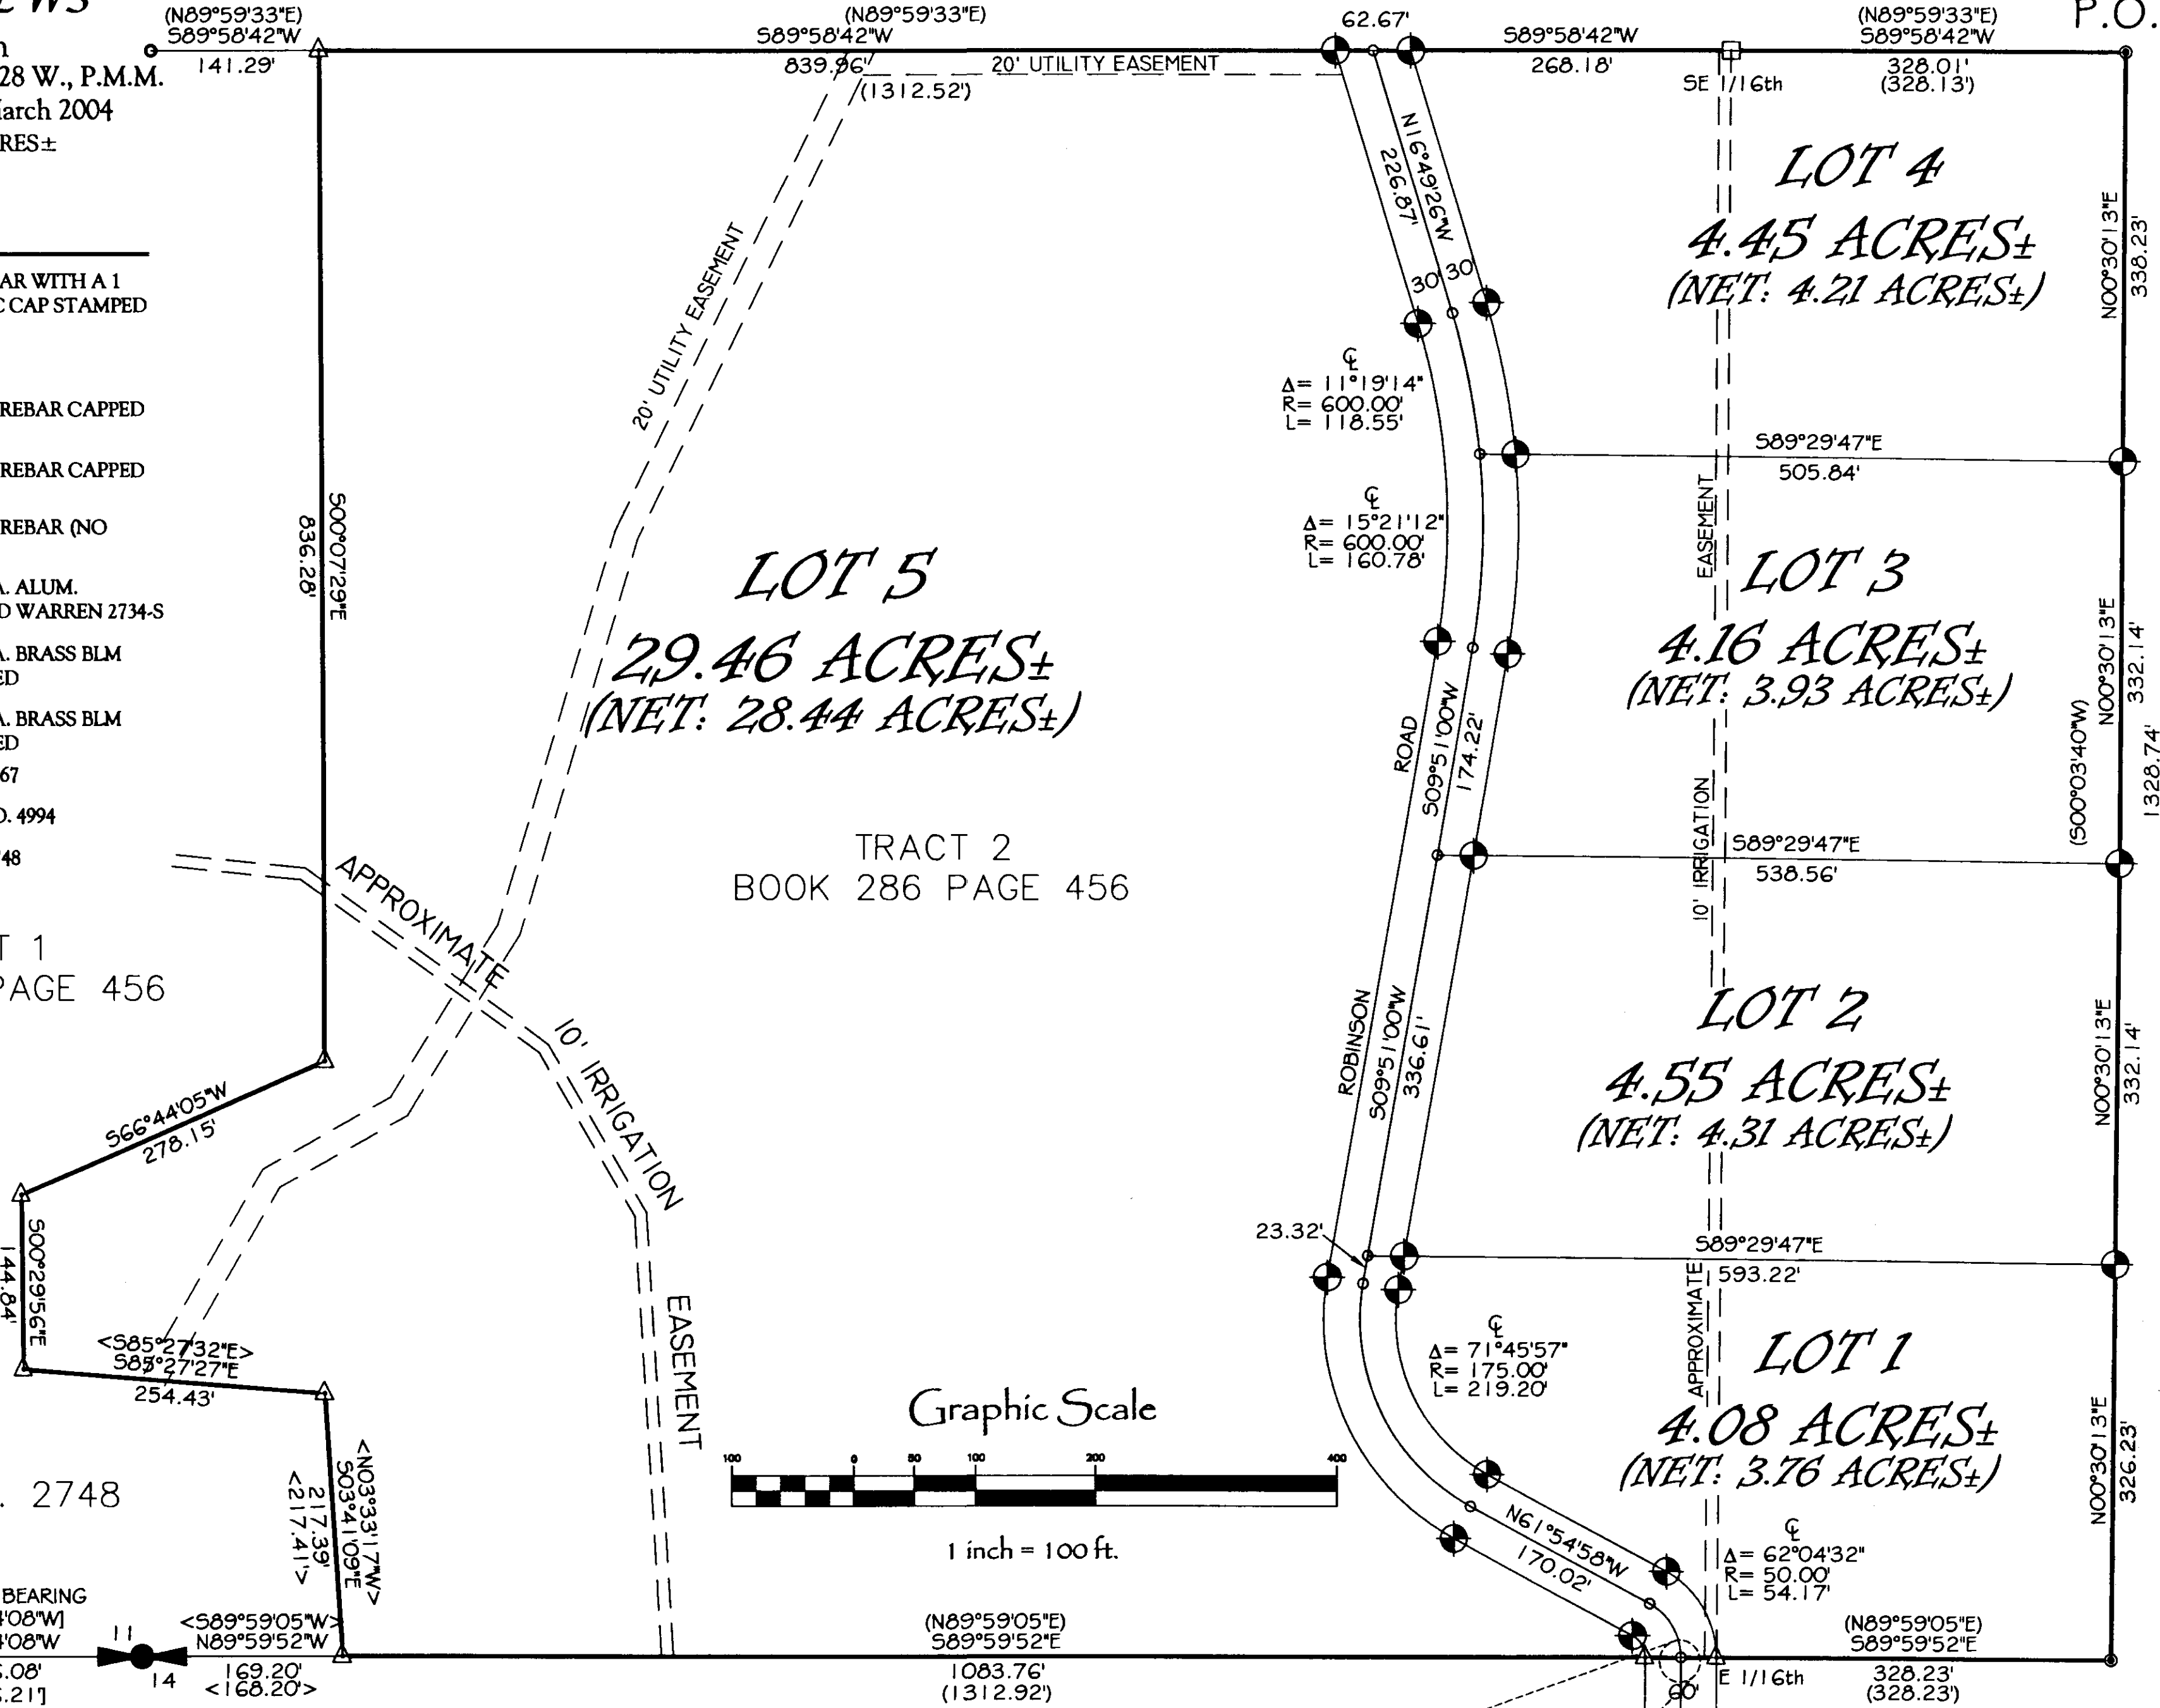 (N89°59'33"E)
S89°58'42"W
141.29'
(N89°59'33"E)
S89°58'42"W
839.96'
(1312.52')
20' UTILITY EASEMENT
62.67'
S89°58'42"W
268.18'
SE 1/16th
(N89°59'33"E)
S89°58'42"W
328.01'
(328.13')
P.O.
28 W., P.M.M.
March 2004
RES±
AR WITH A 1
C CAP STAMPED
REBAR CAPPED
REBAR CAPPED
REBAR (NO
A. ALUM.
D WARREN 2734-S
A. BRASS BLM
ED
A. BRASS BLM
ED
67
O. 4994
48
T 1
PAGE 456
S00°07'29"E
836.28'
20' UTILITY EASEMENT
N16°49'26"W
226.87'
30' 30'
LOT 4
4.45 ACRES±
(NET: 4.21 ACRES±)
N00°30'13"E
338.23'
℄
Δ= 11°19'14"
R= 600.00'
L= 118.55'
S89°29'47"E
505.84'
℄
Δ= 15°21'12"
R= 600.00'
L= 160.78'
LOT 5
29.46 ACRES±
(NET: 28.44 ACRES±)
TRACT 2
BOOK 286 PAGE 456
LOT 3
4.16 ACRES±
(NET: 3.93 ACRES±)
N00°30'13"E
332.14'
(S00°03'40"W)
1328.74'
ROBINSON ROAD
S09°51'00"W
174.22'
10' IRRIGATION EASEMENT
S89°29'47"E
538.56'
APPROXIMATE
10' IRRIGATION
EASEMENT
S09°51'00"W
336.61'
LOT 2
4.55 ACRES±
(NET: 4.31 ACRES±)
N00°30'13"E
332.14'
S66°44'05"W
278.15'
S00°29'56"E
144.84'
<S85°27'32"E>
S85°27'27"E
254.43'
23.32'
S89°29'47"E
593.22'
APPROXIMATE
℄
Δ= 71°45'57"
R= 175.00'
L= 219.20'
LOT 1
4.08 ACRES±
(NET: 3.76 ACRES±)
N00°30'13"E
326.23'
Graphic Scale
100 0 50 100 200 400
1 inch = 100 ft.
<N03°33'17"W>
S03°41'09"E
217.39'
<217.41'>
. 2748
N61°54'58"W
170.02'
℄
Δ= 62°04'32"
R= 50.00'
L= 54.17'
BEARING
'08"W]
'08"W
.08'
.21']
11
14
<S89°59'05"W>
N89°59'52"W
169.20'
<168.20'>
(N89°59'05"E)
S89°59'52"E
1083.76'
(1312.92')
60'
E 1/16th
(N89°59'05"E)
S89°59'52"E
328.23'
(328.23')